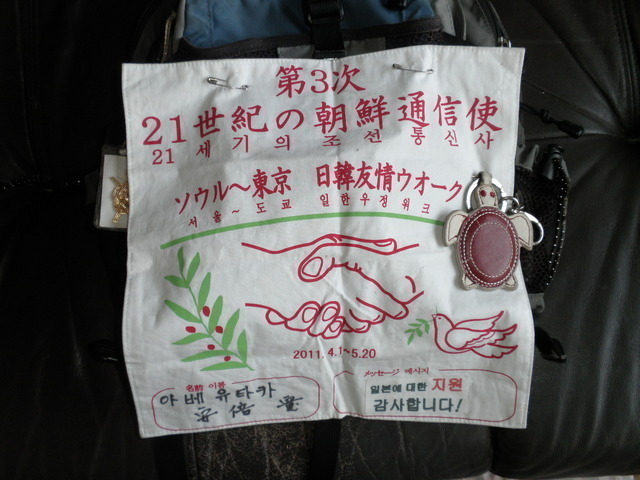 第3次
21世紀の朝鮮通信使
21 세기의 조선 통신사
ソウル～東京 日韓友情ウオーク
서울～도쿄 일한우정워크
2011.4.1~5.20
名前 이름
아베 유타카
安倍
メッセージ 메시지
일본에 대한 지원
감사합니다!